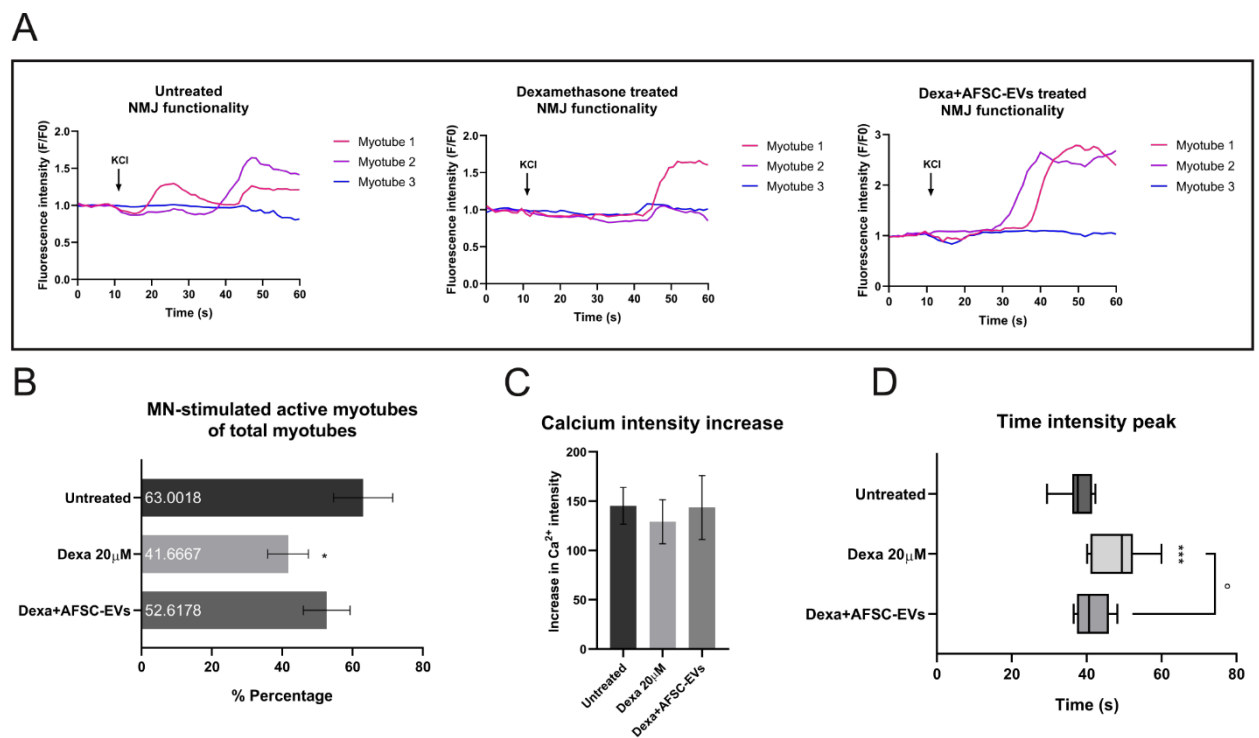 A
Untreated
NMJ functionality
Fluorescence intensity (F/F0)
2.0
1.5
1.0
0.5
0.0
KCl
Myotube 1
Myotube 2
Myotube 3
0 10 20 30 40 50 60
Time (s)
Dexamethasone treated
NMJ functionality
Fluorescence intensity (F/F0)
2.0
1.5
1.0
0.5
0.0
KCl
Myotube 1
Myotube 2
Myotube 3
0 10 20 30 40 50 60
Time (s)
Dexa+AFSC-EVs treated
NMJ functionality
Fluorescence intensity (F/F0)
3
2
1
0
KCl
Myotube 1
Myotube 2
Myotube 3
0 10 20 30 40 50 60
Time (s)
B
MN-stimulated active myotubes
of total myotubes
Untreated 63.0018
Dexa 20μM 41.6667 *
Dexa+AFSC-EVs 52.6178
0 20 40 60 80
% Percentage
C
Calcium intensity increase
Increase in Ca²⁺ intensity
200
150
100
50
0
Untreated
Dexa 20μM
Dexa+AFSC-EVs
D
Time intensity peak
Untreated
Dexa 20μM ***
°
Dexa+AFSC-EVs
0 20 40 60 80
Time (s)